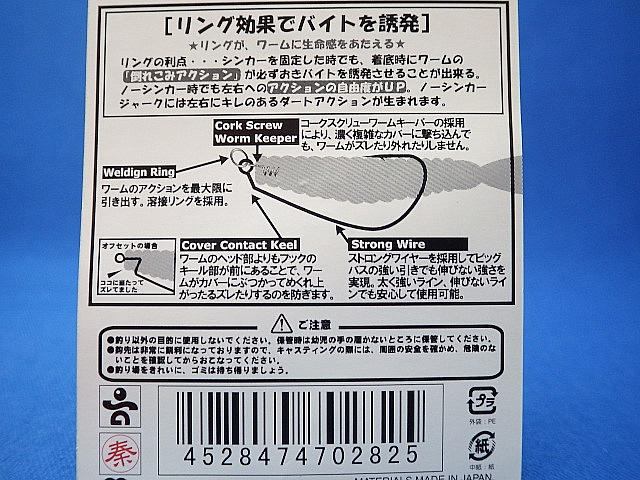 [リング効果でバイトを誘発]
★リングが、ワームに生命感をあたえる★
リングの利点・・・シンカーを固定した時でも、着底時にワームの
「倒れこみアクション」が必ずおきバイトを誘発させることが出来る。
ノーシンカー時でも左右へのアクションの自由度がUP。ノーシンカー
ジャークには左右にキレのあるダートアクションが生まれます。
Cork Screw
Worm Keeper
コークスクリューワームキーパーの採用
により、濃く複雑なカバーに撃ち込んで
も、ワームがズレたり外れたりしません。
Weldign Ring
ワームのアクションを最大限に
引き出す。溶接リングを採用。
オフセットの場合
ココに当たって
ズレてました
Cover Contact Keel
ワームのヘッド部よりもフックの
キール部が前にあることで、ワー
ムがカバーにぶつかってめくれ上
がったるズレたりするのを防ぎます。
Strong Wire
ストロングワイヤーを採用してビッグ
バスの強い引きでも伸びない強さを
実現。太く強いライン、伸びないライ
ンでも安心して使用可能。
ご注意
●釣り以外の目的に使用しないでください。保管時は幼児の手の届かないところに保管してください。
●鈎先は非常に鋭利になっておりますので、キャスティングの際には、周囲の安全を確かめ、危険のな
いことを確認してからおこなってください。
●釣り場をきれいに、ゴミは持ち帰りましょう。
プラ
外袋:PE
秦
紙
中紙:紙
4528474702825
MATERIALS MADE IN JAPAN